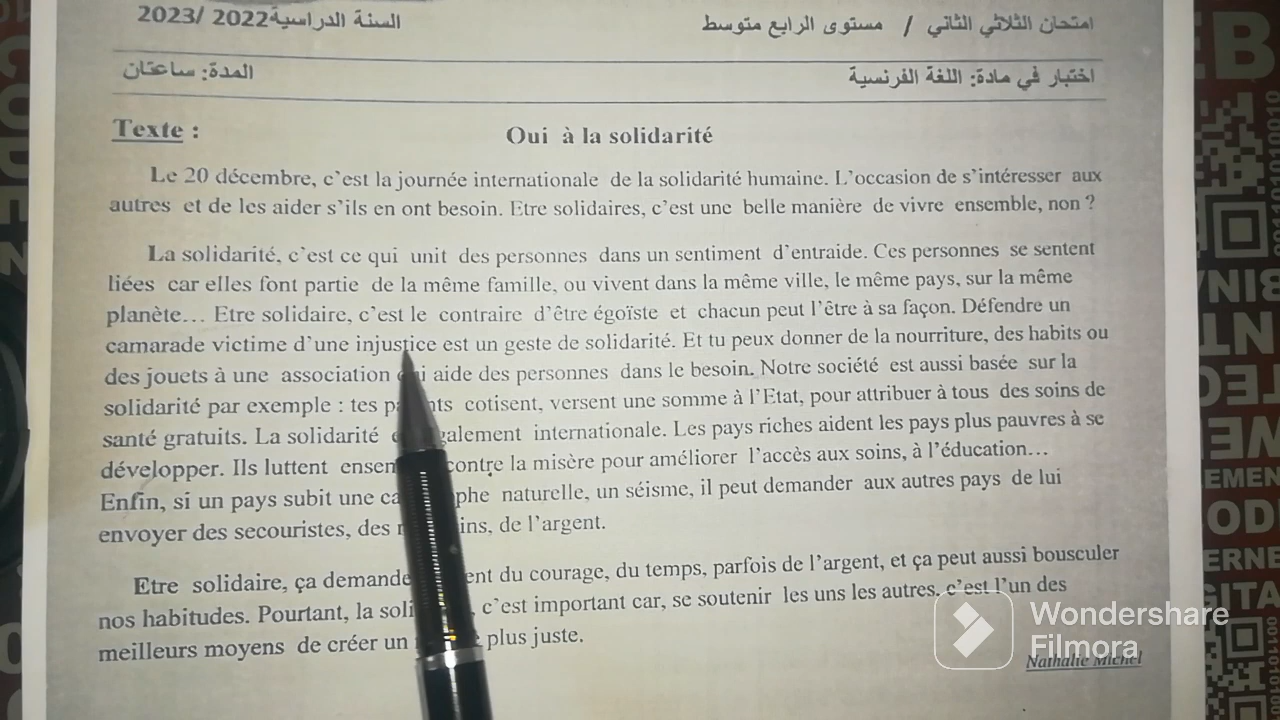 امتحان الثلاثي الثاني / مستوى الرابع متوسط السنة الدراسية2022 /2023
اختبار في مادة: اللغة الفرنسية المدة: ساعتان
Texte :
Oui à la solidarité
Le 20 décembre, c'est la journée internationale de la solidarité humaine. L'occasion de s'intéresser aux
autres et de les aider s'ils en ont besoin. Etre solidaires, c'est une belle manière de vivre ensemble, non ?
La solidarité, c'est ce qui unit des personnes dans un sentiment d'entraide. Ces personnes se sentent
liées car elles font partie de la même famille, ou vivent dans la même ville, le même pays, sur la même
planète… Etre solidaire, c'est le contraire d'être égoïste et chacun peut l'être à sa façon. Défendre un
camarade victime d'une injustice est un geste de solidarité. Et tu peux donner de la nourriture, des habits ou
des jouets à une association qui aide des personnes dans le besoin. Notre société est aussi basée sur la
solidarité par exemple : tes parents cotisent, versent une somme à l'Etat, pour attribuer à tous des soins de
santé gratuits. La solidarité également internationale. Les pays riches aident les pays plus pauvres à se
développer. Ils luttent ensemble contre la misère pour améliorer l'accès aux soins, à l'éducation…
Enfin, si un pays subit une catastrophe naturelle, un séisme, il peut demander aux autres pays de lui
envoyer des secouristes, des de l'argent.
Etre solidaire, ça demande du courage, du temps, parfois de l'argent, et ça peut aussi bousculer
nos habitudes. Pourtant, la solidarité, c'est important car, se soutenir les uns les autres, c'est l'un des
meilleurs moyens de créer un plus juste.
Nathalie Michel
Wondershare
Filmora